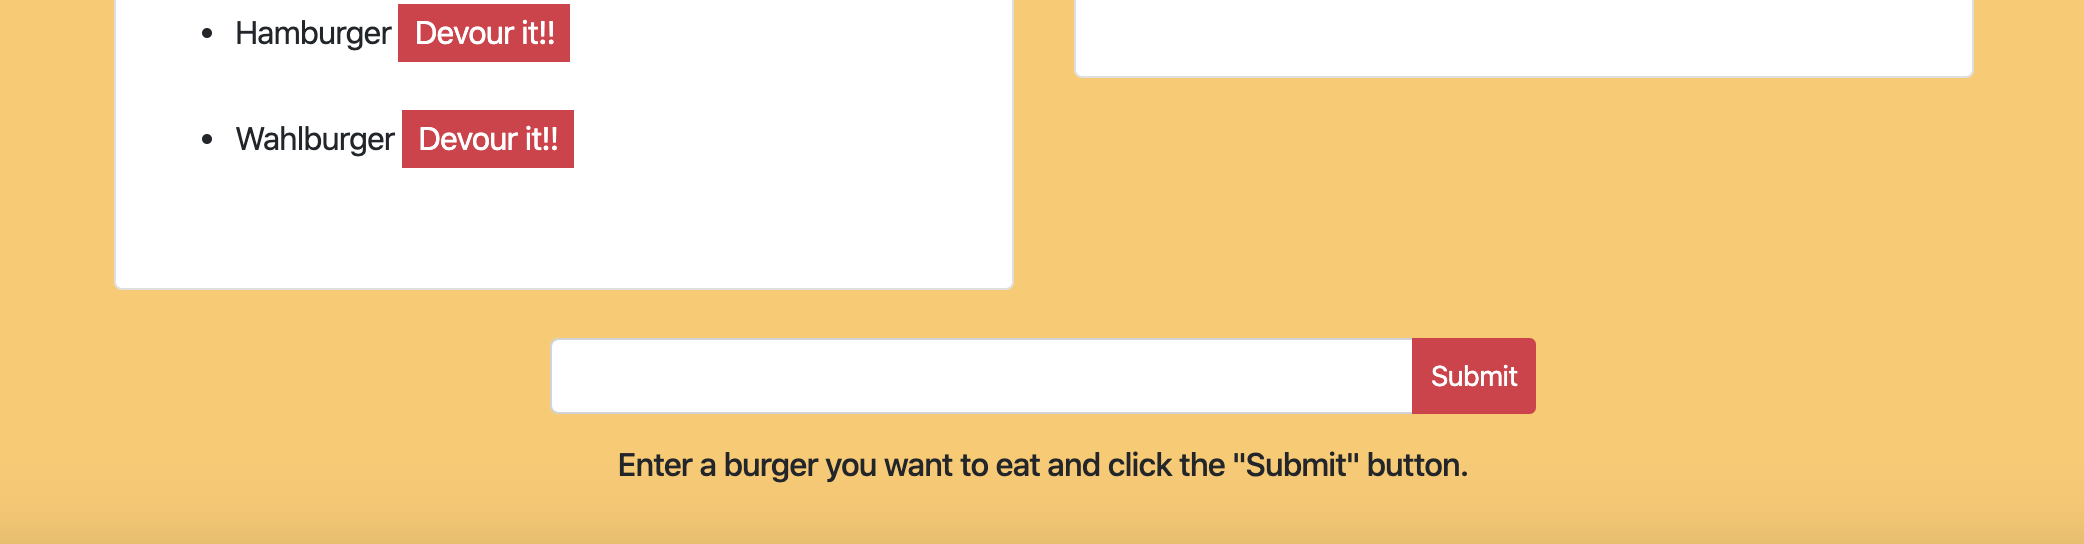 Hamburger Devour it!!
Wahlburger Devour it!!
Submit
Enter a burger you want to eat and click the "Submit" button.